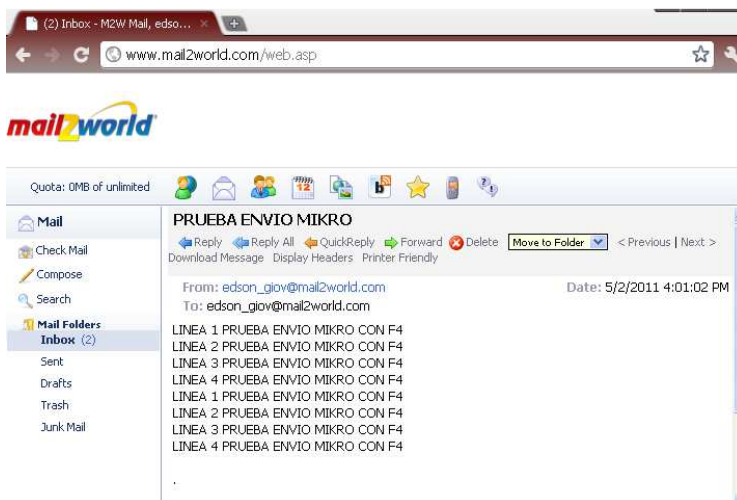 (2) Inbox - M2W Mail, edso...
www.mail2world.com/web.asp
mail2world
Quota: 0MB of unlimited
12
b
Mail
Check Mail
Compose
Search
Mail Folders
Inbox (2)
Sent
Drafts
Trash
Junk Mail
PRUEBA ENVIO MIKRO
Reply Reply All QuickReply Forward Delete Move to Folder < Previous | Next >
Download Message Display Headers Printer Friendly
From: edson_giov@mail2world.com Date: 5/2/2011 4:01:02 PM
To: edson_giov@mail2world.com
LINEA 1 PRUEBA ENVIO MIKRO CON F4
LINEA 2 PRUEBA ENVIO MIKRO CON F4
LINEA 3 PRUEBA ENVIO MIKRO CON F4
LINEA 4 PRUEBA ENVIO MIKRO CON F4
LINEA 1 PRUEBA ENVIO MIKRO CON F4
LINEA 2 PRUEBA ENVIO MIKRO CON F4
LINEA 3 PRUEBA ENVIO MIKRO CON F4
LINEA 4 PRUEBA ENVIO MIKRO CON F4
.